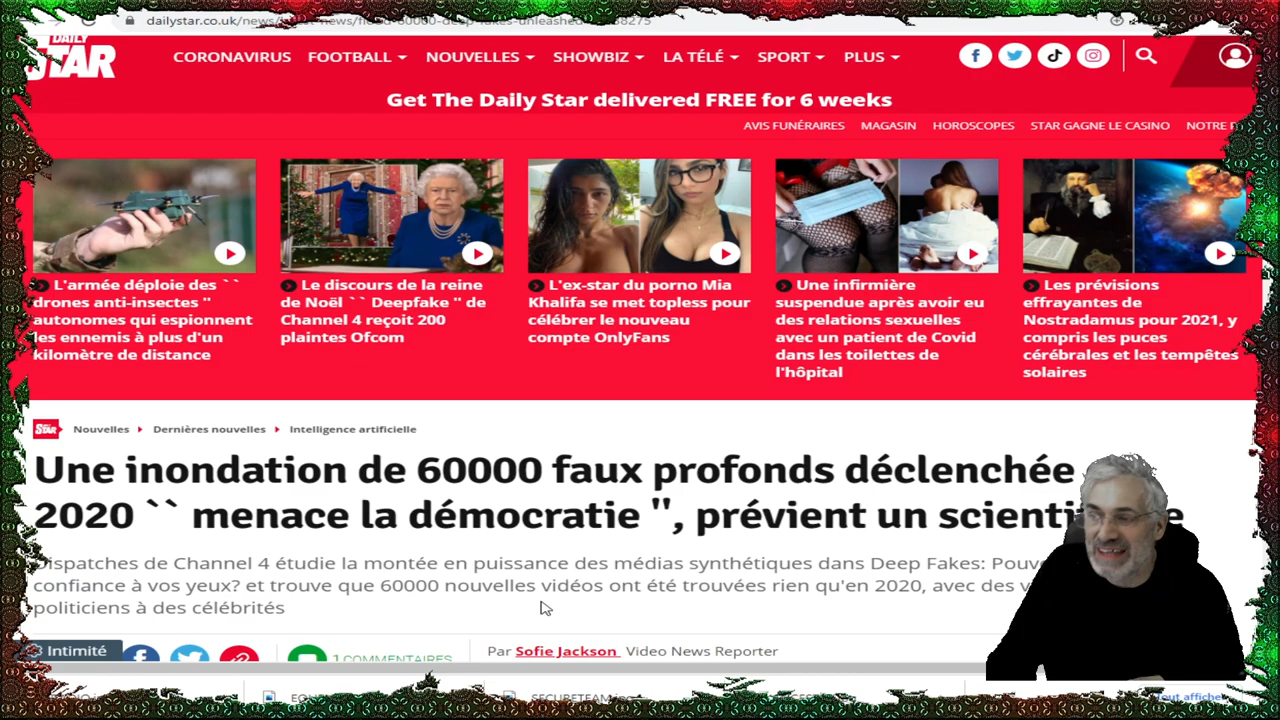 dailystar.co.uk/news/
DAILY
STAR
CORONAVIRUS FOOTBALL NOUVELLES SHOWBIZ LA TÉLÉ SPORT PLUS
Get The Daily Star delivered FREE for 6 weeks
AVIS FUNÉRAIRES MAGASIN HOROSCOPES STAR GAGNE LE CASINO NOTRE
L'armée déploie des ``
drones anti-insectes ''
autonomes qui espionnent
les ennemis à plus d'un
kilomètre de distance
Le discours de la reine
de Noël `` Deepfake '' de
Channel 4 reçoit 200
plaintes Ofcom
L'ex-star du porno Mia
Khalifa se met topless pour
célébrer le nouveau
compte OnlyFans
Une infirmière
suspendue après avoir eu
des relations sexuelles
avec un patient de Covid
dans les toilettes de
l'hôpital
Les prévisions
effrayantes de
Nostradamus pour 2021, y
compris les puces
cérébrales et les tempêtes
solaires
STAR Nouvelles Dernières nouvelles Intelligence artificielle
Une inondation de 60000 faux profonds déclenchée
2020 `` menace la démocratie '', prévient un scienti
Dispatches de Channel 4 étudie la montée en puissance des médias synthétiques dans Deep Fakes:
confiance à vos yeux? et trouve que 60000 nouvelles vidéos ont été trouvées rien qu'en 2020, avec des
politiciens à des célébrités
Intimité 1 COMMENTAIRES Par Sofie Jackson Video News Reporter
tout affiche